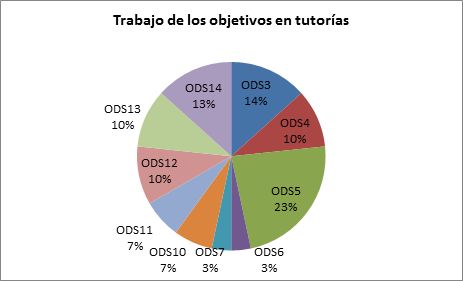 Trabajo de los objetivos en tutorías
ODS3
14%
ODS4
10%
ODS5
23%
ODS6
3%
ODS7
3%
ODS10
7%
ODS11
7%
ODS12
10%
ODS13
10%
ODS14
13%